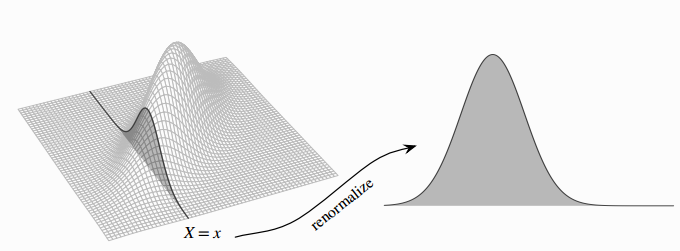 X = x
renormalize